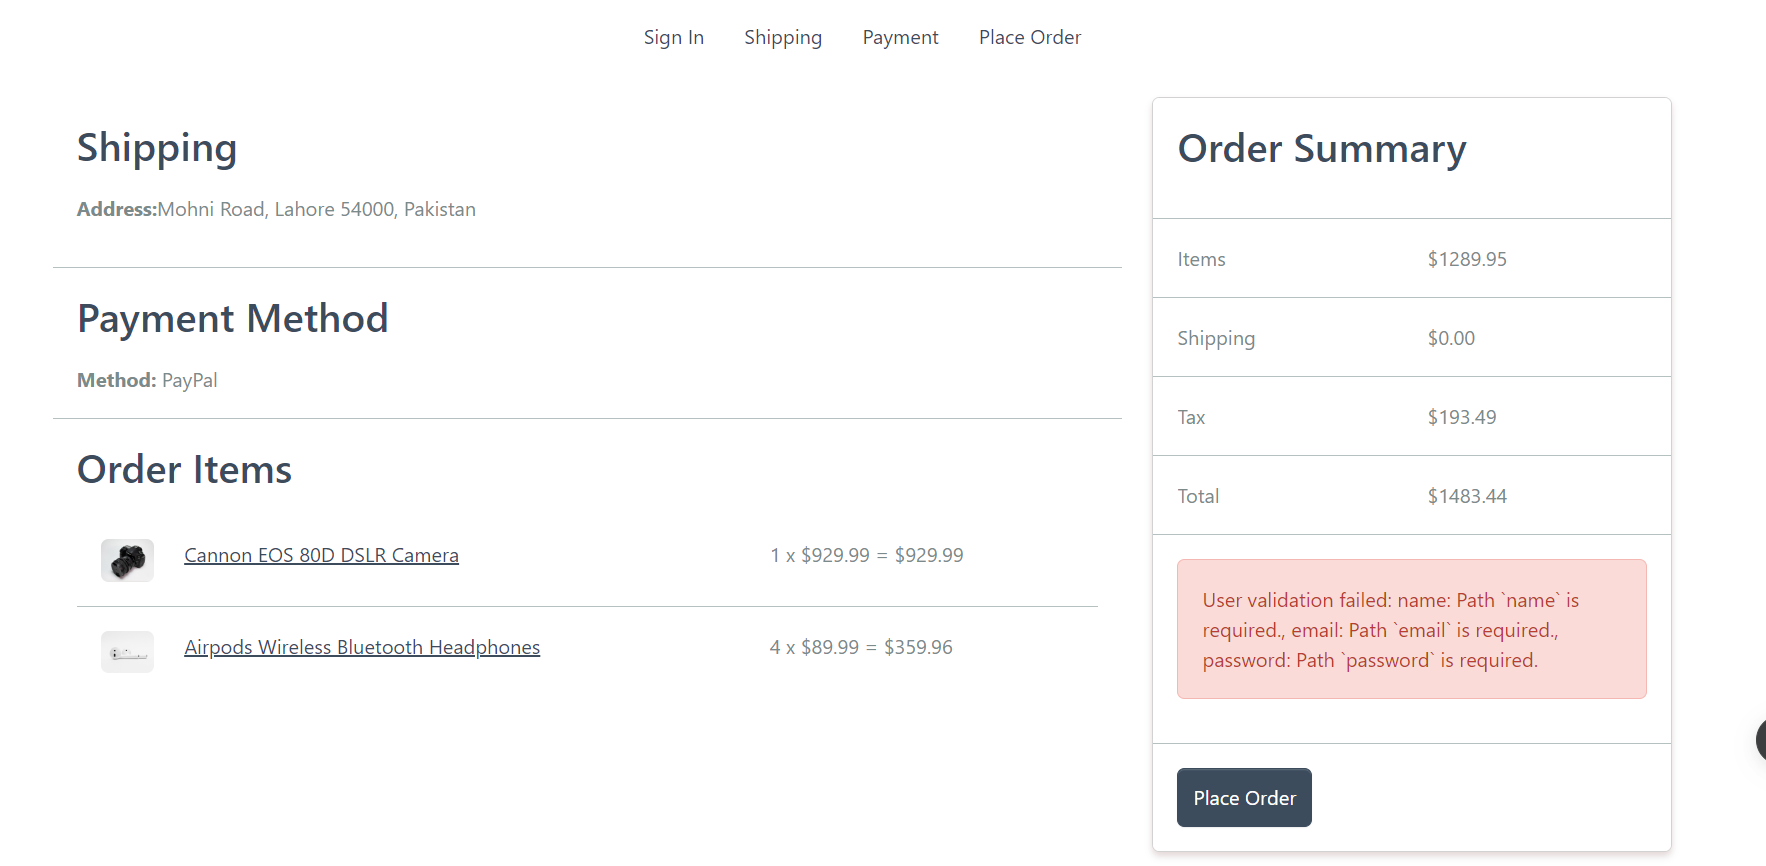 Sign In Shipping Payment Place Order
Shipping
Address:Mohni Road, Lahore 54000, Pakistan
Payment Method
Method: PayPal
Order Items
Cannon EOS 80D DSLR Camera 1 x $929.99 = $929.99
Airpods Wireless Bluetooth Headphones 4 x $89.99 = $359.96
Order Summary
Items $1289.95
Shipping $0.00
Tax $193.49
Total $1483.44
User validation failed: name: Path `name` is
required., email: Path `email` is required.,
password: Path `password` is required.
Place Order